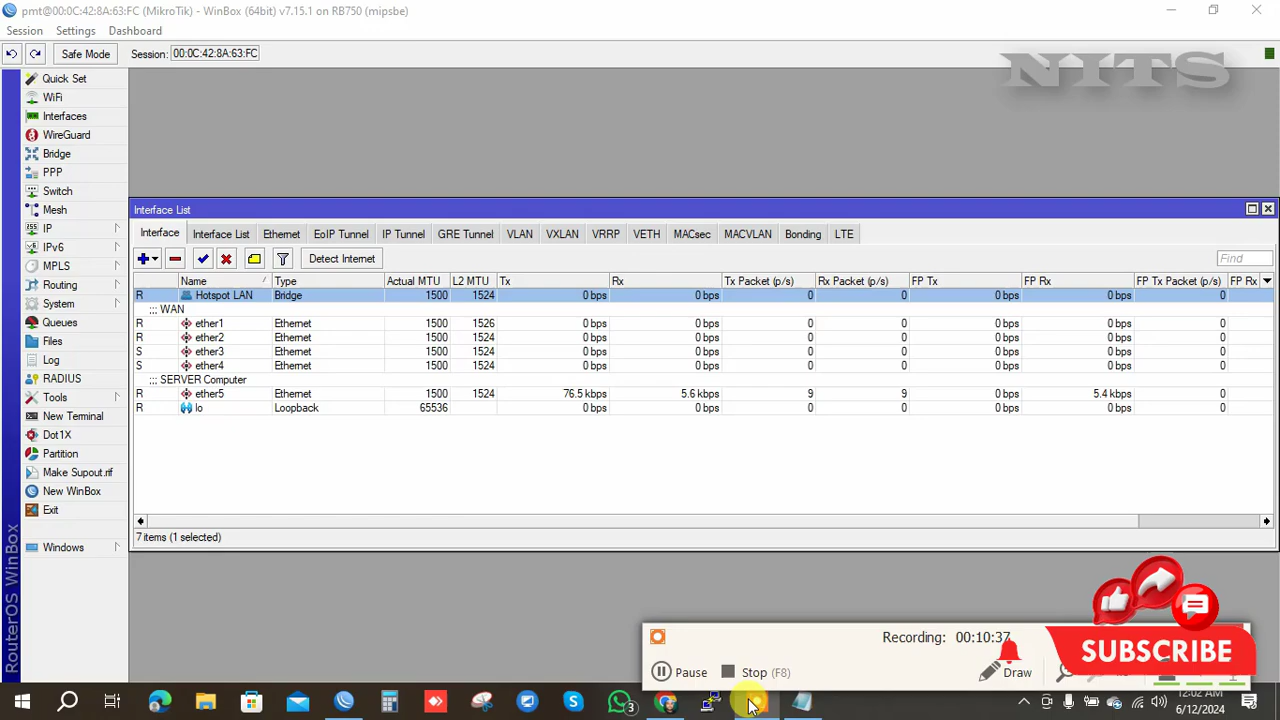 pmt@00:0C:42:8A:63:FC (MikroTik) - WinBox (64bit) v7.15.1 on RB750 (mipsbe)
Session Settings Dashboard
Safe Mode Session: 00:0C:42:8A:63:FC
NITS
Quick Set
WiFi
Interfaces
WireGuard
Bridge
PPP
Switch
Mesh
IP
IPv6
MPLS
Routing
System
Queues
Files
Log
RADIUS
Tools
New Terminal
Dot1X
Partition
Make Supout.rif
New WinBox
Exit
Windows
RouterOS WinBox
Interface List
Interface Interface List Ethernet EoIP Tunnel IP Tunnel GRE Tunnel VLAN VXLAN VRRP VETH MACsec MACVLAN Bonding LTE
Detect Internet Find
Name Type Actual MTU L2 MTU Tx Rx Tx Packet (p/s) Rx Packet (p/s) FP Tx FP Rx FP Tx Packet (p/s) FP Rx
R Hotspot LAN Bridge 1500 1524 0 bps 0 bps 0 0 0 bps 0 bps 0
;;; WAN
R ether1 Ethernet 1500 1526 0 bps 0 bps 0 0 0 bps 0 bps 0
R ether2 Ethernet 1500 1524 0 bps 0 bps 0 0 0 bps 0 bps 0
S ether3 Ethernet 1500 1524 0 bps 0 bps 0 0 0 bps 0 bps 0
S ether4 Ethernet 1500 1524 0 bps 0 bps 0 0 0 bps 0 bps 0
;;; SERVER Computer
R ether5 Ethernet 1500 1524 76.5 kbps 5.6 kbps 9 9 0 bps 5.4 kbps 0
R lo Loopback 65536 0 bps 0 bps 0 0 0 bps 0 bps 0
7 items (1 selected)
Recording: 00:10:37
Pause Stop (F8) Draw
SUBSCRIBE
3
12:02 AM
6/12/2024